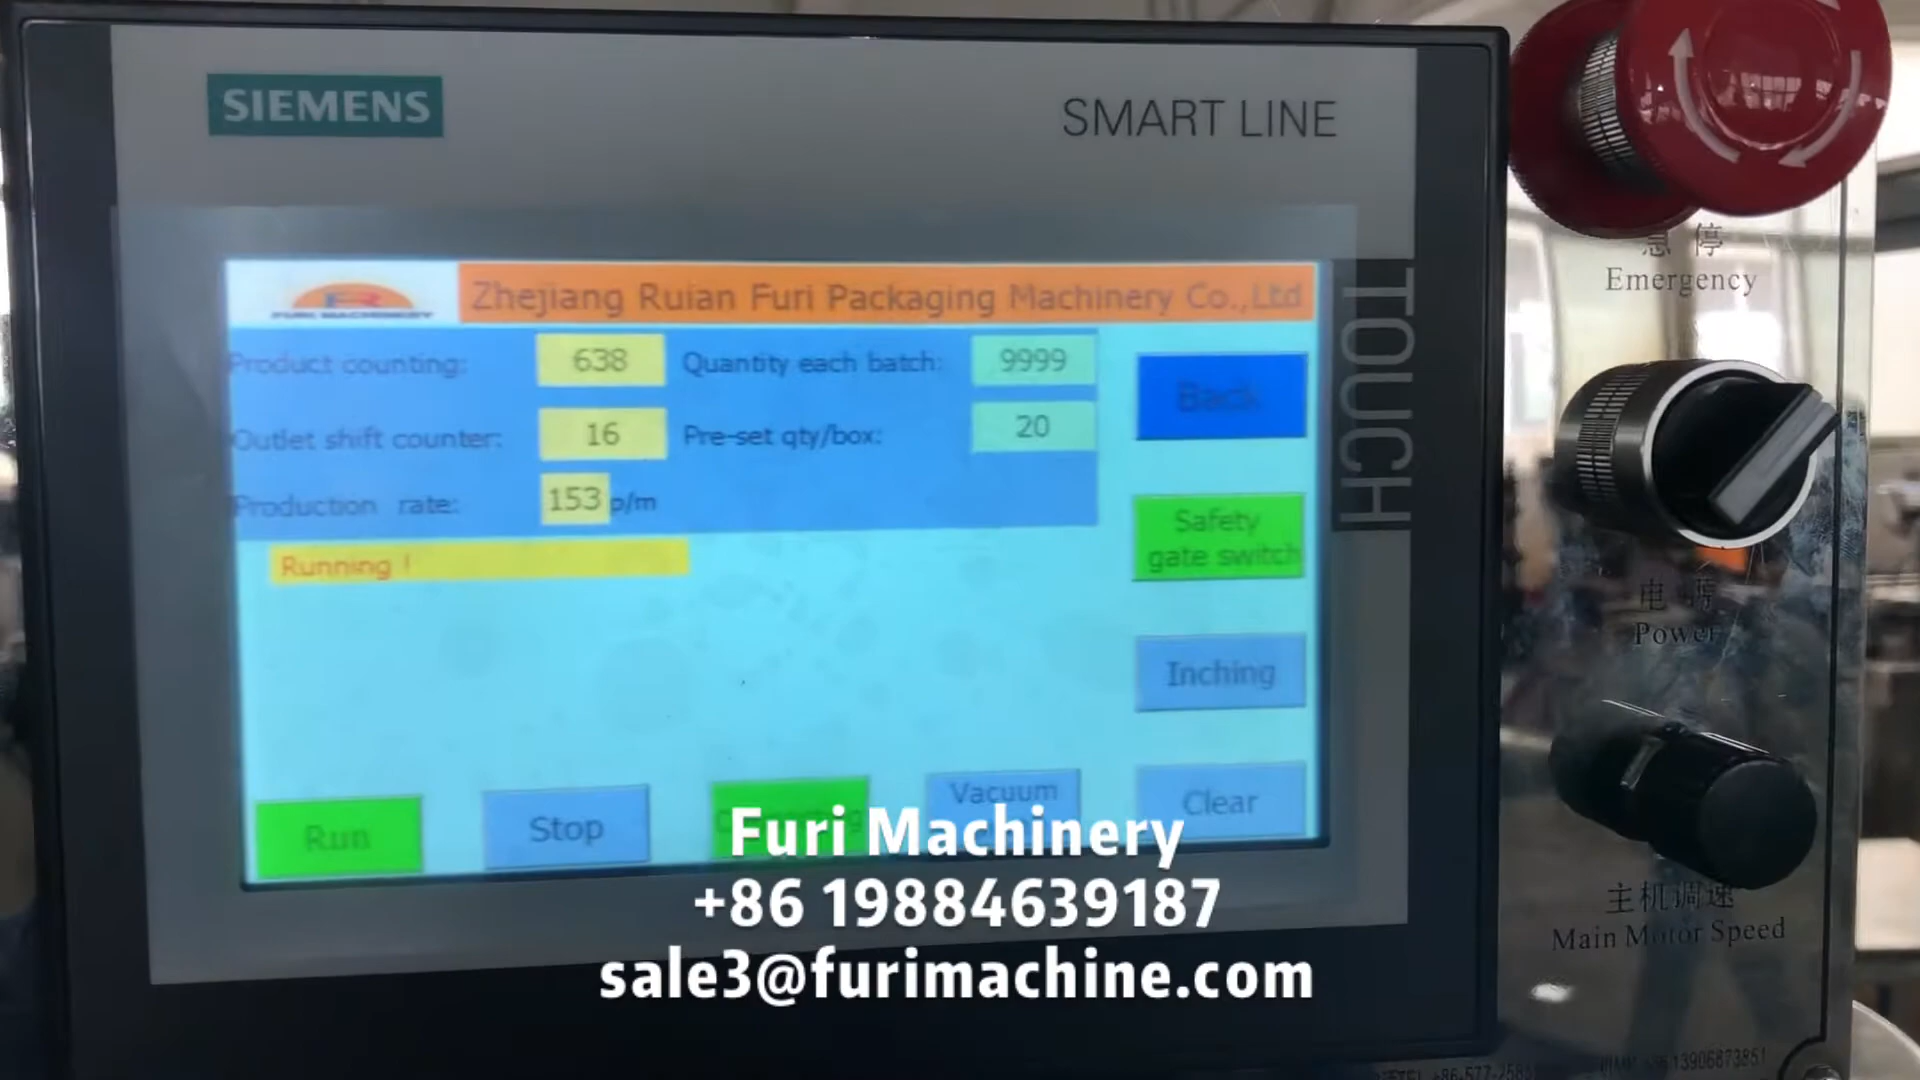 SIEMENS
SMART LINE
TOUCH
FURI MACHINERY
Zhejiang Ruian Furi Packaging Machinery Co.,Ltd
Product counting: 638 Quantity each batch: 9999
Outlet shift counter: 16 Pre-set qty/box: 20
Production rate: 153 p/m
Running !
Back
Safety
gate switch
Inching
Run
Stop
Vacuum
Clear
急停
Emergency
电源
Power
主机调速
Main Motor Speed
Furi Machinery
+86 19884639187
sale3@furimachine.com